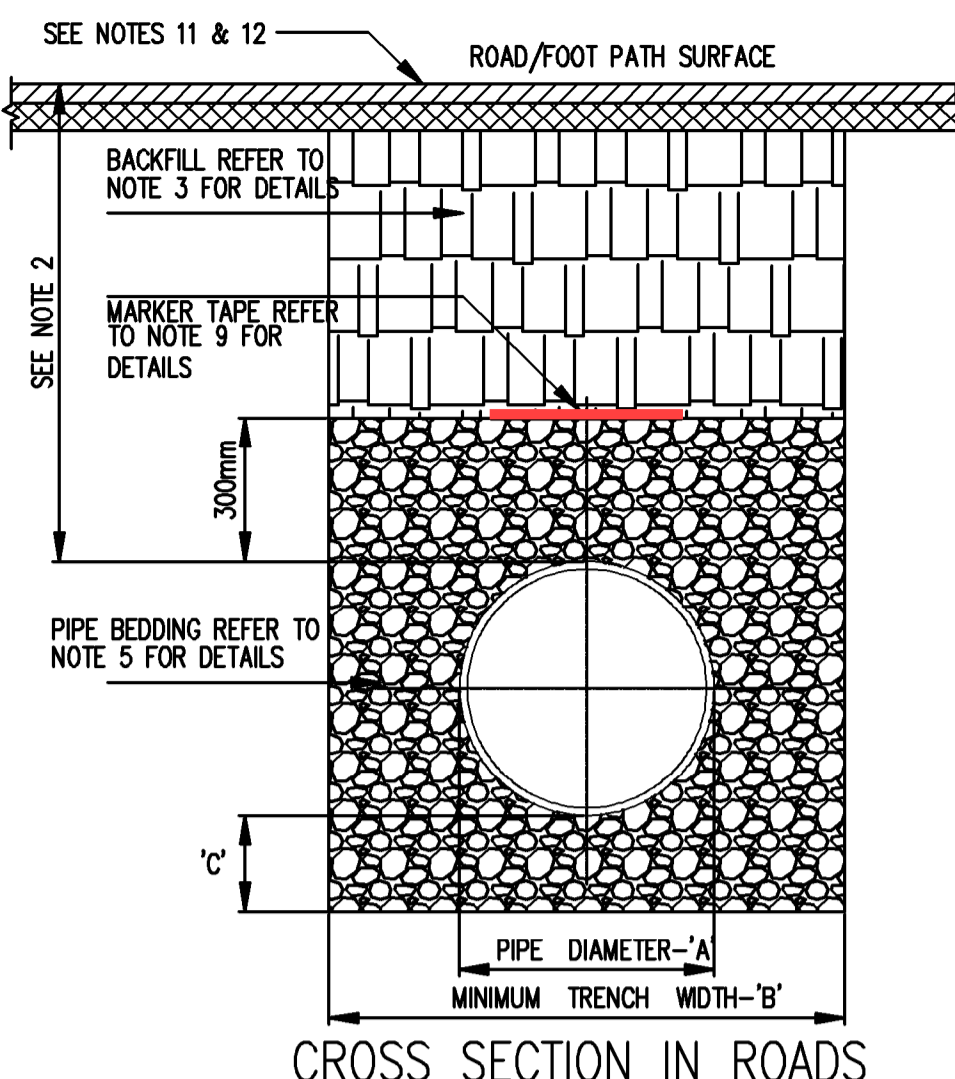 SEE NOTES 11 & 12
ROAD/FOOT PATH SURFACE
BACKFILL REFER TO
NOTE 3 FOR DETAILS
SEE NOTE 2
MARKER TAPE REFER
TO NOTE 9 FOR
DETAILS
300mm
PIPE BEDDING REFER TO
NOTE 5 FOR DETAILS
'C'
PIPE DIAMETER-'A'
MINIMUM TRENCH WIDTH-'B'
CROSS SECTION IN ROADS